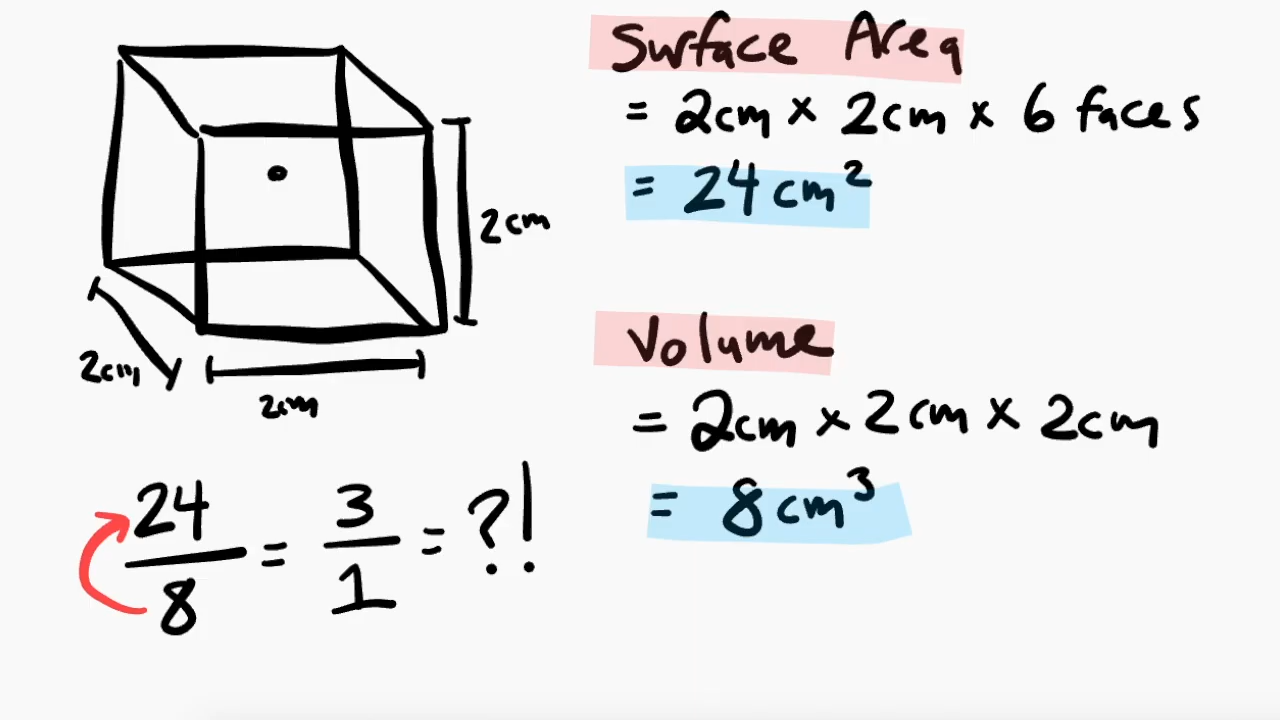 Surface Area
= 2cm × 2cm × 6 faces
= 24 cm²
2cm
2cm
2cm
Volume
= 2cm × 2cm × 2cm
= 8 cm³
24/8 = 3/1 = ?!